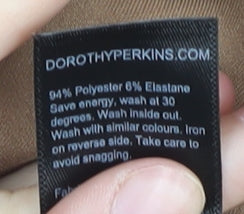 DOROTHYPERKINS.COM
94% Polyester 6% Elastane
Save energy, wash at 30
degrees. Wash inside out.
Wash with similar colours. Iron
on reverse side. Take care to
avoid snagging.